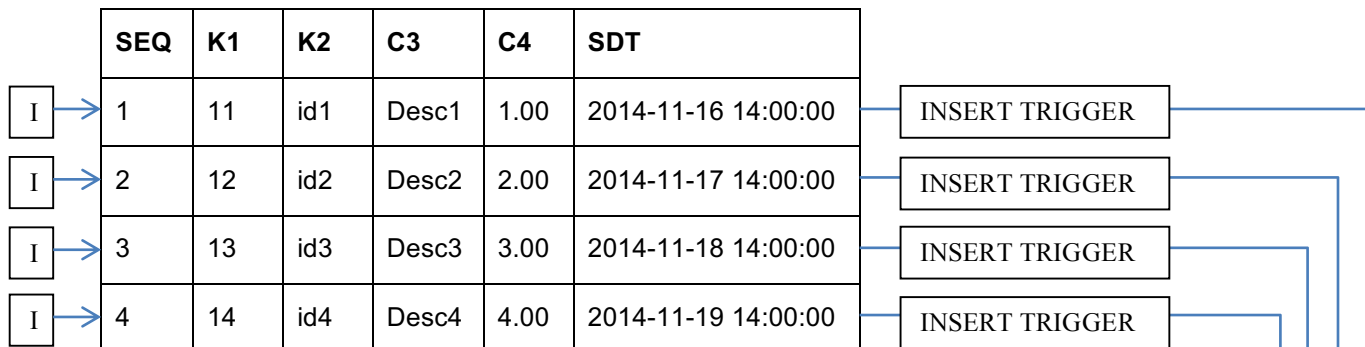 SEQ K1 K2 C3 C4 SDT
I 1 11 id1 Desc1 1.00 2014-11-16 14:00:00 INSERT TRIGGER
I 2 12 id2 Desc2 2.00 2014-11-17 14:00:00 INSERT TRIGGER
I 3 13 id3 Desc3 3.00 2014-11-18 14:00:00 INSERT TRIGGER
I 4 14 id4 Desc4 4.00 2014-11-19 14:00:00 INSERT TRIGGER